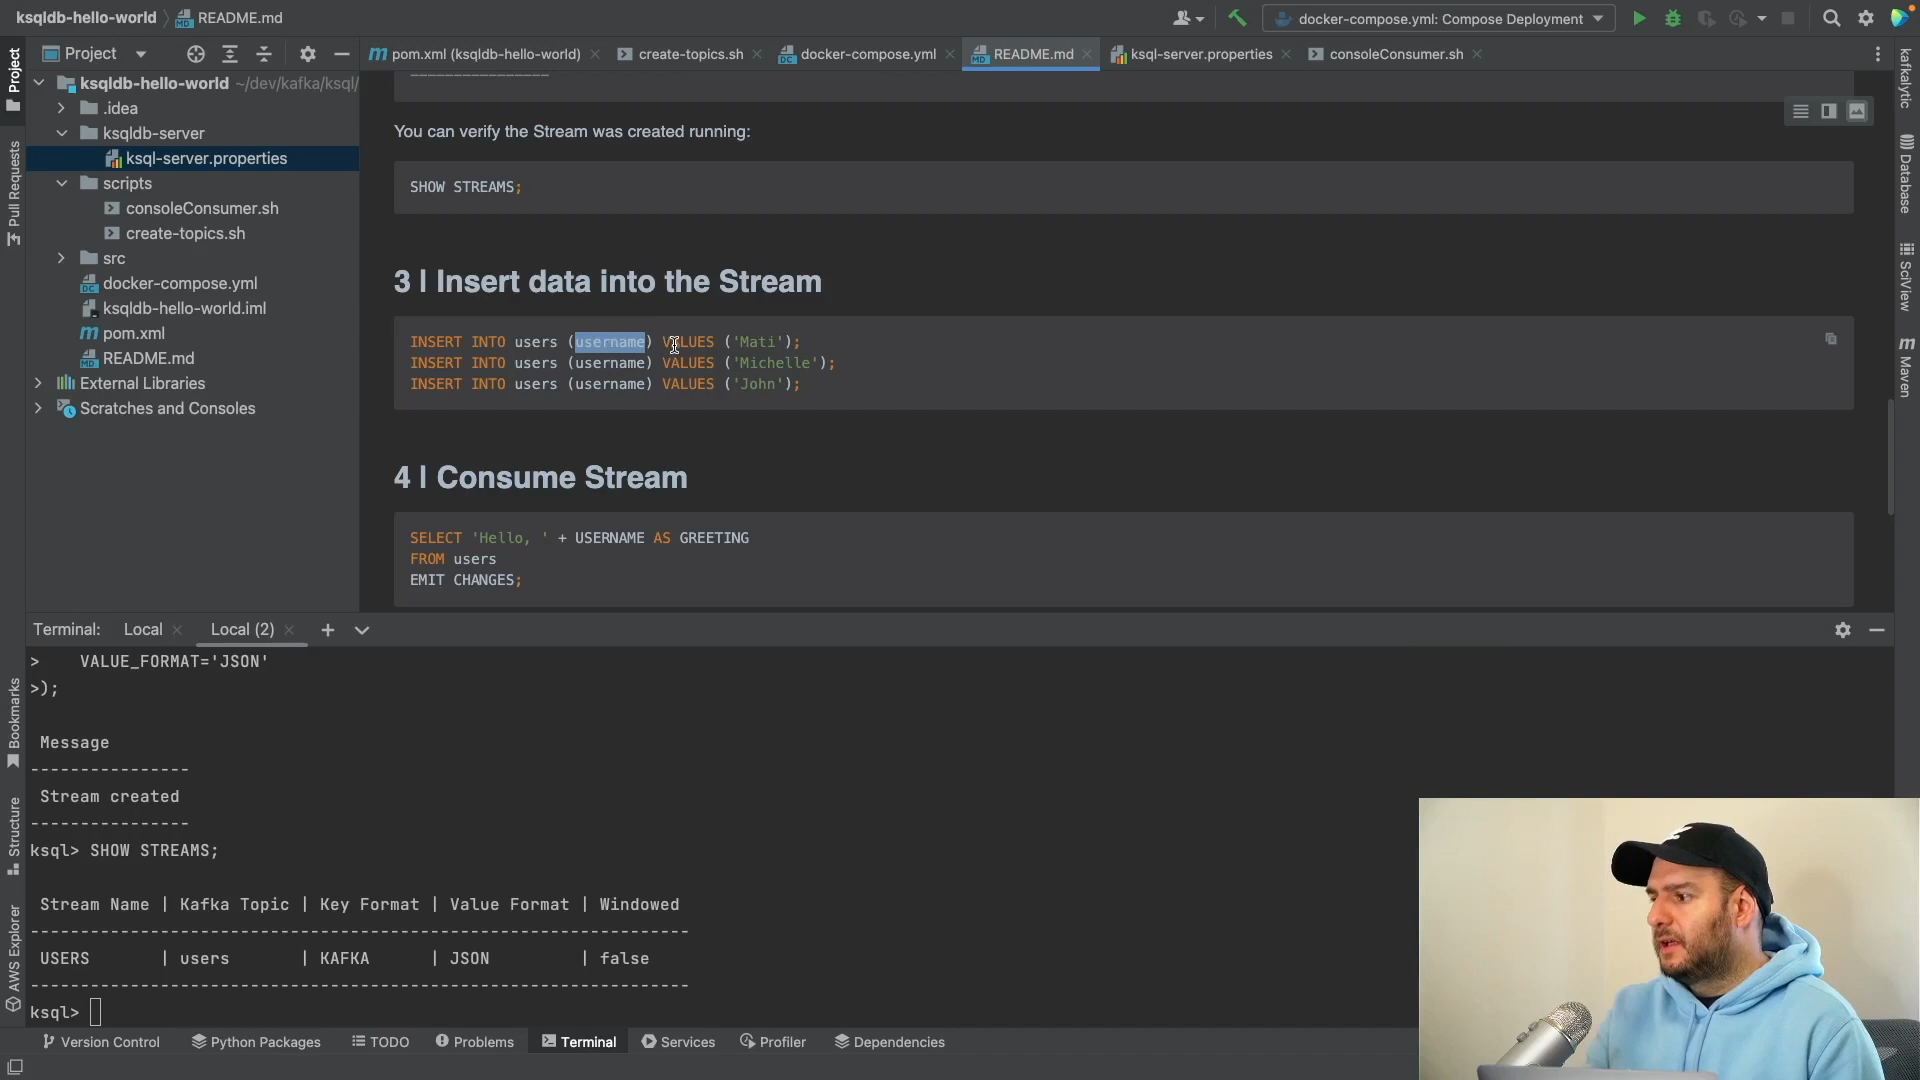 ksqldb-hello-world
README.md
docker-compose.yml: Compose Deployment
Project
pom.xml (ksqldb-hello-world)
create-topics.sh
docker-compose.yml
README.md
ksql-server.properties
consoleConsumer.sh
Project
Pull Requests
Bookmarks
Structure
AWS Explorer
ksqldb-hello-world ~/dev/kafka/ksql/
.idea
ksqldb-server
ksql-server.properties
scripts
consoleConsumer.sh
create-topics.sh
src
docker-compose.yml
ksqldb-hello-world.iml
pom.xml
README.md
External Libraries
Scratches and Consoles
----------------
You can verify the Stream was created running:
SHOW STREAMS;
3 | Insert data into the Stream
INSERT INTO users (username) VALUES ('Mati');
INSERT INTO users (username) VALUES ('Michelle');
INSERT INTO users (username) VALUES ('John');
4 | Consume Stream
SELECT 'Hello, ' + USERNAME AS GREETING
FROM users
EMIT CHANGES;
kafkalytic
Database
SciView
Maven
Terminal:
Local
Local (2)
> VALUE_FORMAT='JSON'
>);
Message
----------------
Stream created
----------------
ksql> SHOW STREAMS;
Stream Name | Kafka Topic | Key Format | Value Format | Windowed
------------------------------------------------------------------
USERS | users | KAFKA | JSON | false
------------------------------------------------------------------
ksql>
Version Control
Python Packages
TODO
Problems
Terminal
Services
Profiler
Dependencies